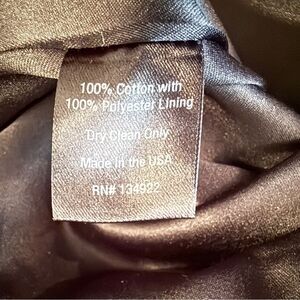 100% Cotton with
100% Polyester Lining
Dry Clean Only
Made in the USA
RN# 134922